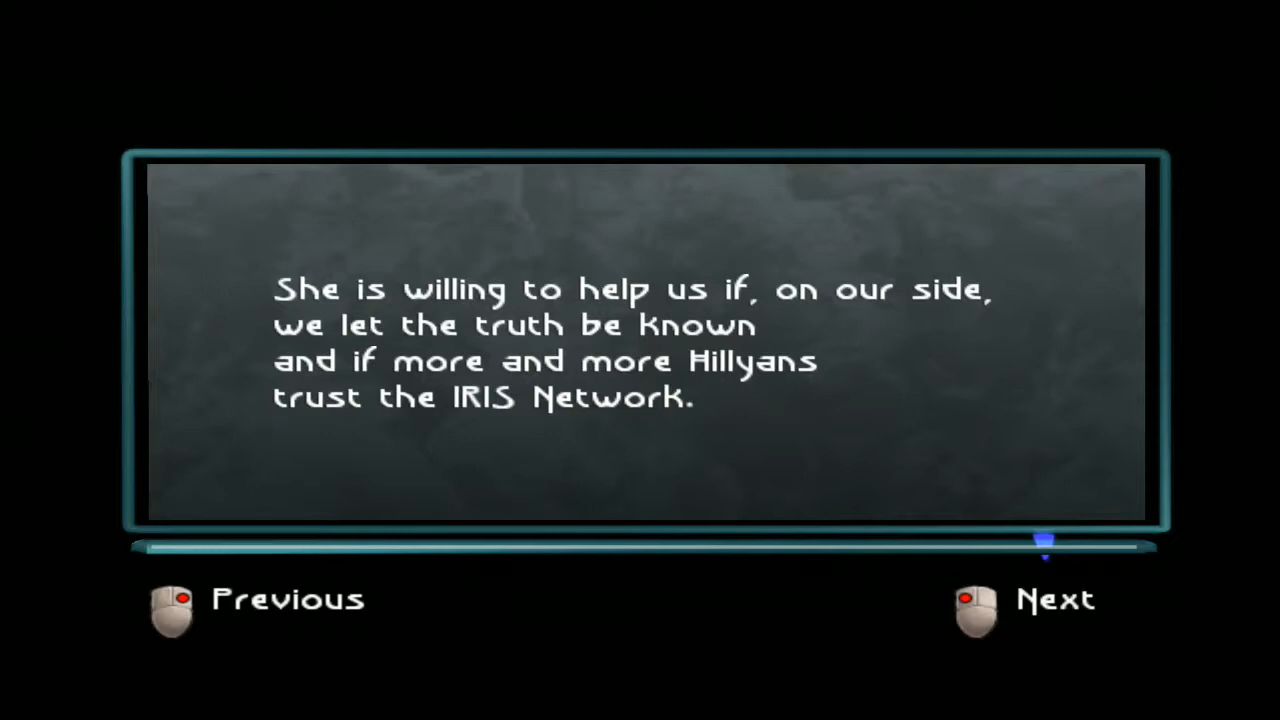 She is willing to help us if, on our side,
we let the truth be known
and if more and more Hillyans
trust the IRIS Network.
Previous
Next